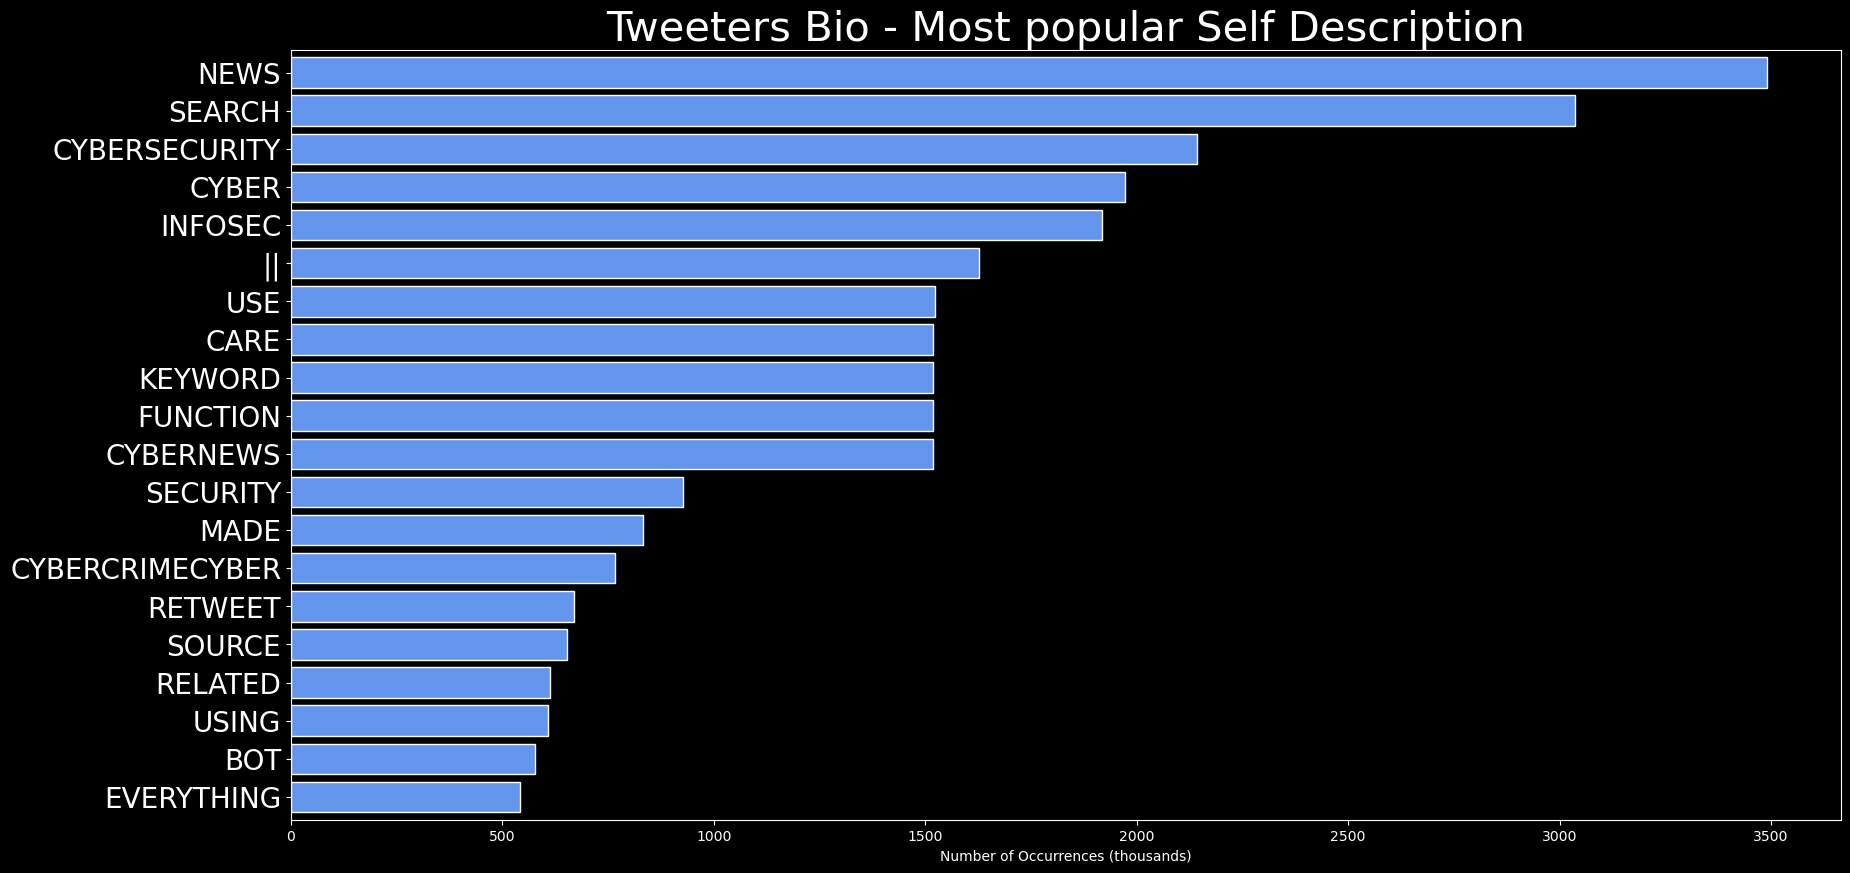 Tweeters Bio - Most popular Self Description
NEWS
SEARCH
CYBERSECURITY
CYBER
INFOSEC
||
USE
CARE
KEYWORD
FUNCTION
CYBERNEWS
SECURITY
MADE
CYBERCRIMECYBER
RETWEET
SOURCE
RELATED
USING
BOT
EVERYTHING
0 500 1000 1500 2000 2500 3000 3500
Number of Occurrences (thousands)